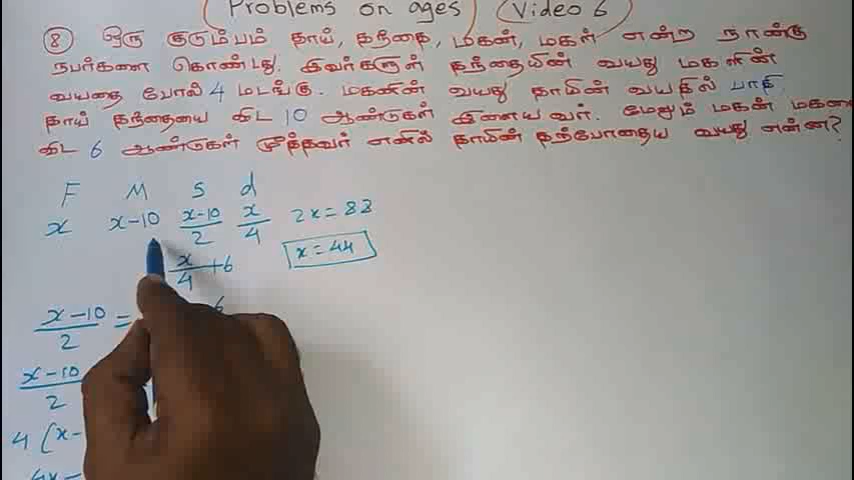 Problems on ages Video 6
8 ஒரு குடும்பம் தாய், தந்தை, மகன், மகள் என்ற நான்கு
நபர்களை கொண்டது. இவர்களுள் தந்தையின் வயது மகளின்
வயதை போல் 4 மடங்கு. மகனின் வயது தாயின் வயதில் பாதி
தாய் தந்தையை விட 10 ஆண்டுகள் இளையவர். மேலும் மகன் மகளை
விட 6 ஆண்டுகள் மூத்தவர் எனில் தாயின் தற்போதைய வயது என்ன?
F M S d
x x-10 x-10/2 x/4 2x = 88
x/4 + 6 x = 44
x-10/2 = 6
x-10/2
4 (x-
4x-